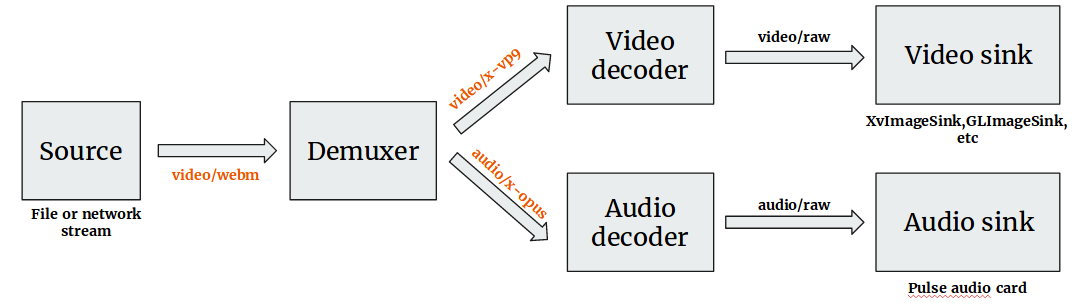 Source
File or network
stream
video/webm
Demuxer
video/x-vp9
audio/x-opus
Video
decoder
video/raw
Video sink
XvImageSink,GLImageSink,
etc
Audio
decoder
audio/raw
Audio sink
Pulse audio card